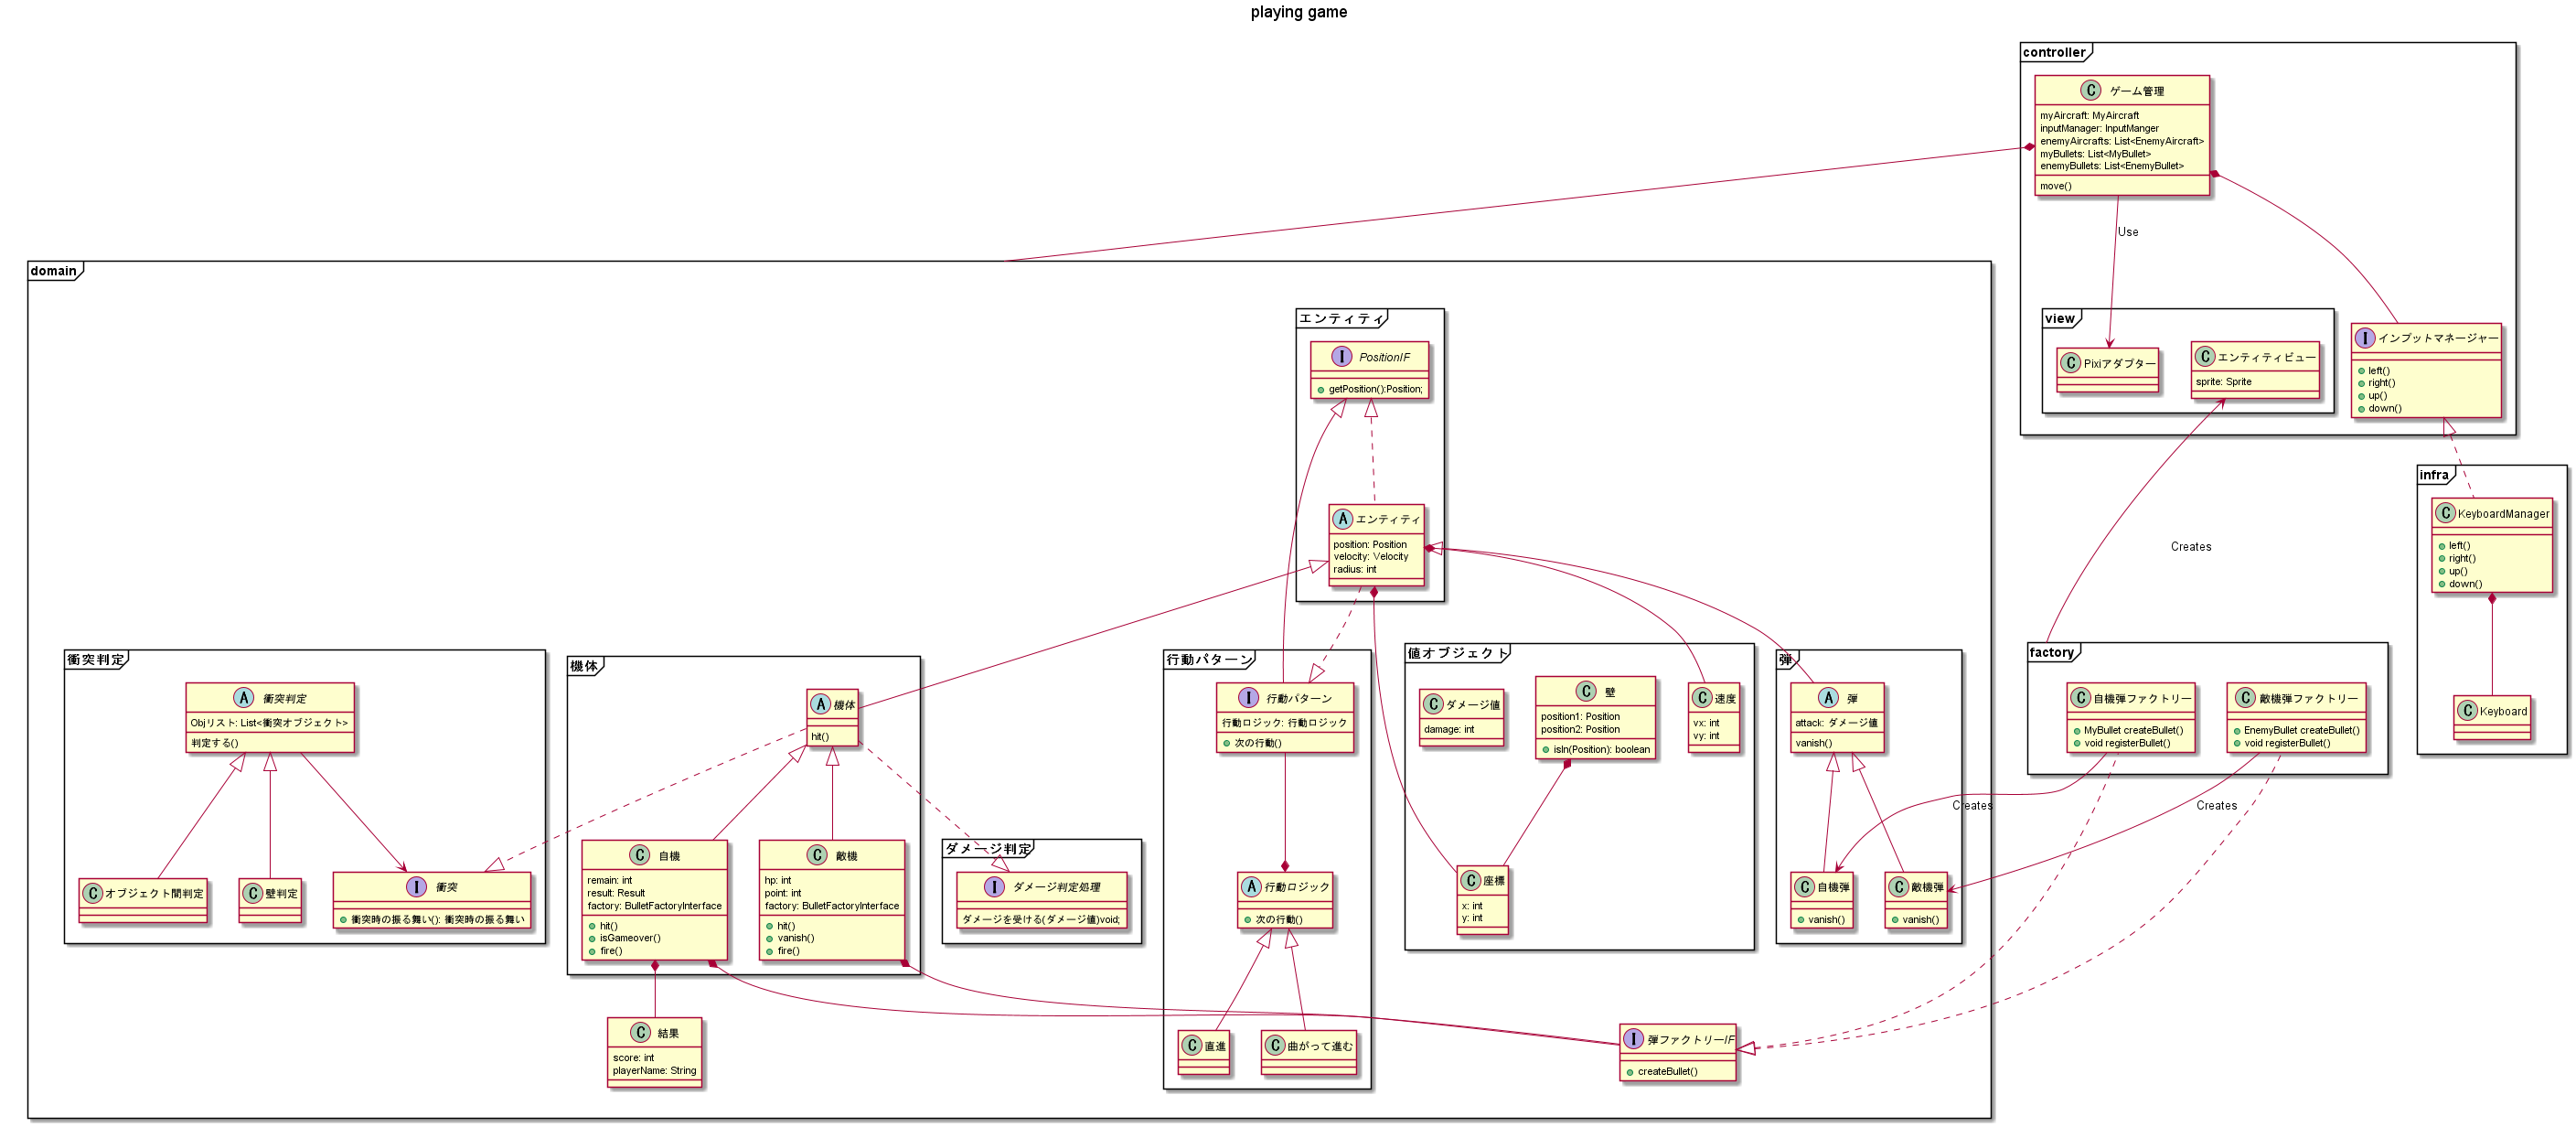 playing game
controller
C ゲーム管理
myAircraft: MyAircraft
inputManager: InputManger
enemyAircrafts: List<EnemyAircraft>
myBullets: List<MyBullet>
enemyBullets: List<EnemyBullet>
move()
Use
view
C Pixiアダプター
C エンティティビュー
sprite: Sprite
I インプットマネージャー
left()
right()
up()
down()
infra
C KeyboardManager
left()
right()
up()
down()
C Keyboard
Creates
factory
C 自機弾ファクトリー
MyBullet createBullet()
void registerBullet()
C 敵機弾ファクトリー
EnemyBullet createBullet()
void registerBullet()
Creates
Creates
domain
エンティティ
I PositionIF
getPosition():Position;
A エンティティ
position: Position
velocity: Velocity
radius: int
衝突判定
A 衝突判定
Objリスト: List<衝突オブジェクト>
判定する()
C オブジェクト間判定
C 壁判定
I 衝突
衝突時の振る舞い(): 衝突時の振る舞い
機体
A 機体
hit()
C 自機
remain: int
result: Result
factory: BulletFactoryInterface
hit()
isGameover()
fire()
C 敵機
hp: int
point: int
factory: BulletFactoryInterface
hit()
vanish()
fire()
ダメージ判定
I ダメージ判定処理
ダメージを受ける(ダメージ値)void;
行動パターン
I 行動パターン
行動ロジック: 行動ロジック
次の行動()
A 行動ロジック
次の行動()
C 直進
C 曲がって進む
値オブジェクト
C ダメージ値
damage: int
C 壁
position1: Position
position2: Position
isIn(Position): boolean
C 速度
vx: int
vy: int
C 座標
x: int
y: int
弾
A 弾
attack: ダメージ値
vanish()
C 自機弾
vanish()
C 敵機弾
vanish()
C 結果
score: int
playerName: String
I 弾ファクトリーIF
createBullet()